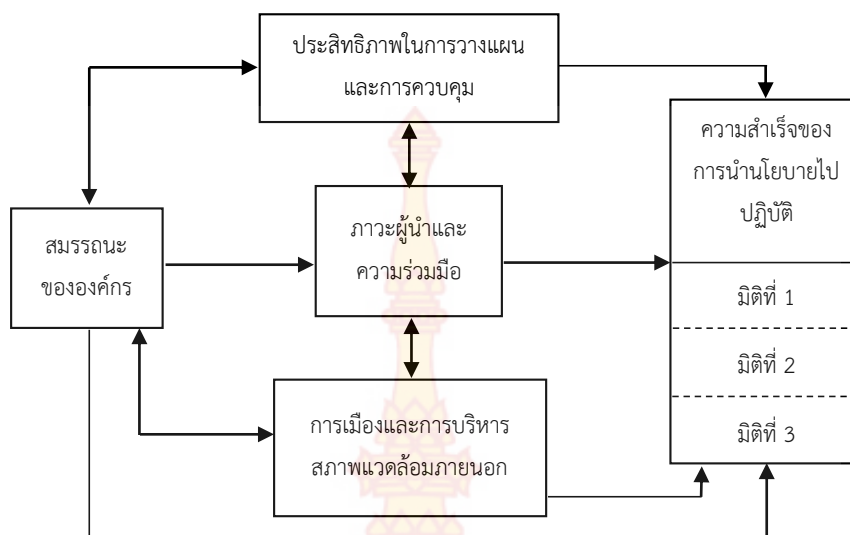 ประสิทธิภาพในการวางแผน
และการควบคุม
ความสำเร็จของ
การนำนโยบายไป
ปฏิบัติ
สมรรถนะ
ขององค์กร
ภาวะผู้นำและ
ความร่วมมือ
มิติที่ 1
มิติที่ 2
มิติที่ 3
การเมืองและการบริหาร
สภาพแวดล้อมภายนอก